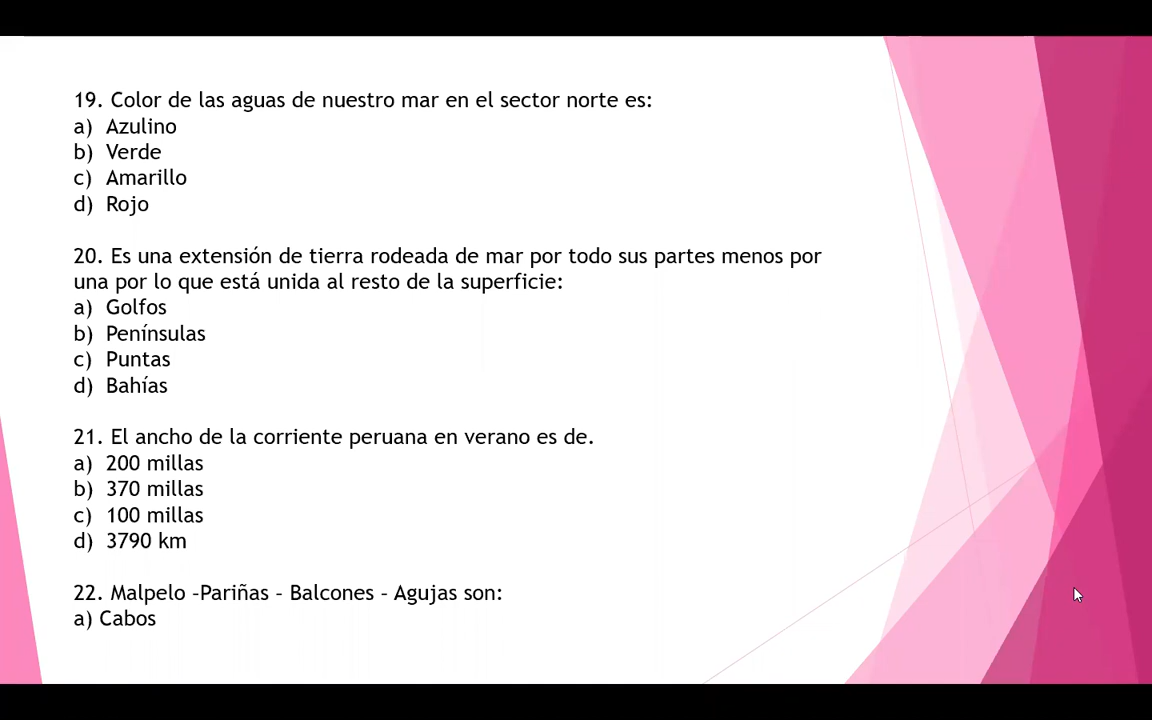 19. Color de las aguas de nuestro mar en el sector norte es:
a) Azulino
b) Verde
c) Amarillo
d) Rojo
20. Es una extensión de tierra rodeada de mar por todo sus partes menos por
una por lo que está unida al resto de la superficie:
a) Golfos
b) Penínsulas
c) Puntas
d) Bahías
21. El ancho de la corriente peruana en verano es de.
a) 200 millas
b) 370 millas
c) 100 millas
d) 3790 km
22. Malpelo -Pariñas - Balcones - Agujas son:
a) Cabos